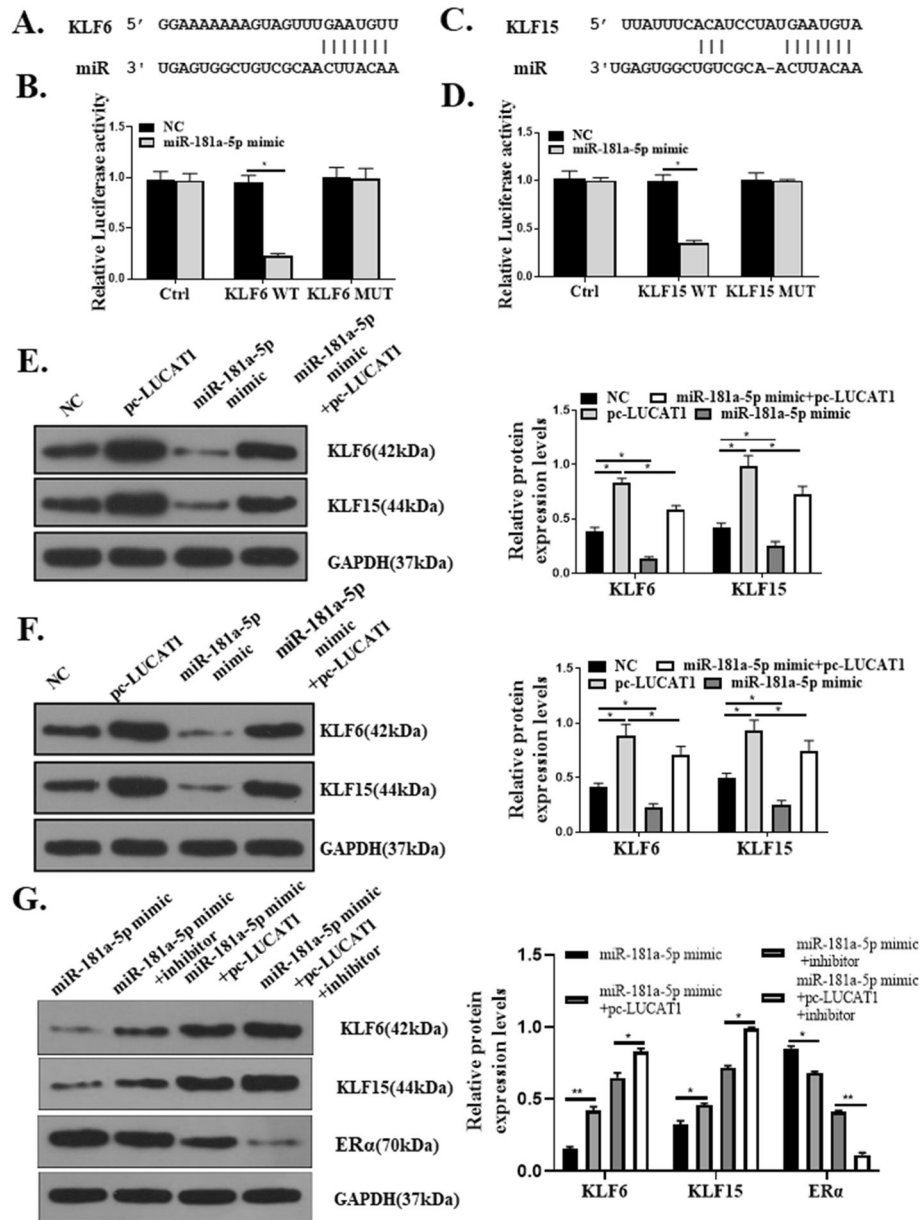 A.
KLF6 5' GGAAAAAAAGUAGUUUGAAUGUU
miR 3' UGAGUGGCUGUCGCAACUUACAA
C.
KLF15 5' UUAUUUCACAUCCUAUGAAUGUA
miR 3'UGAGUGGCUGUCGCA-ACUUACAA
B.
Relative Luciferase activity
1.5
1.0
0.5
0.0
NC
miR-181a-5p mimic
*
Ctrl KLF6 WT KLF6 MUT
D.
Relative Luciferase activity
1.5
1.0
0.5
0.0
NC
miR-181a-5p mimic
*
Ctrl KLF15 WT KLF15 MUT
E.
NC
pc-LUCAT1
miR-181a-5p
mimic
miR-181a-5p
mimic
+pc-LUCAT1
KLF6(42kDa)
KLF15(44kDa)
GAPDH(37kDa)
Relative protein
expression levels
1.5
1.0
0.5
0.0
NC miR-181a-5p mimic+pc-LUCAT1
pc-LUCAT1 miR-181a-5p mimic
* * *
* * *
KLF6 KLF15
F.
NC
pc-LUCAT1
miR-181a-5p
mimic
miR-181a-5p
mimic
+pc-LUCAT1
KLF6(42kDa)
KLF15(44kDa)
GAPDH(37kDa)
Relative protein
expression levels
1.5
1.0
0.5
0.0
NC miR-181a-5p mimic+pc-LUCAT1
pc-LUCAT1 miR-181a-5p mimic
* * *
* * *
KLF6 KLF15
G.
miR-181a-5p mimic
miR-181a-5p mimic
+inhibitor
miR-181a-5p mimic
+pc-LUCAT1
miR-181a-5p mimic
+pc-LUCAT1
+inhibitor
KLF6(42kDa)
KLF15(44kDa)
ERα(70kDa)
GAPDH(37kDa)
Relative protein
expression levels
1.5
1.0
0.5
0.0
miR-181a-5p mimic
miR-181a-5p mimic
+pc-LUCAT1
miR-181a-5p mimic
+inhibitor
miR-181a-5p mimic
+pc-LUCAT1
+inhibitor
** *
* *
* **
KLF6 KLF15 ERα